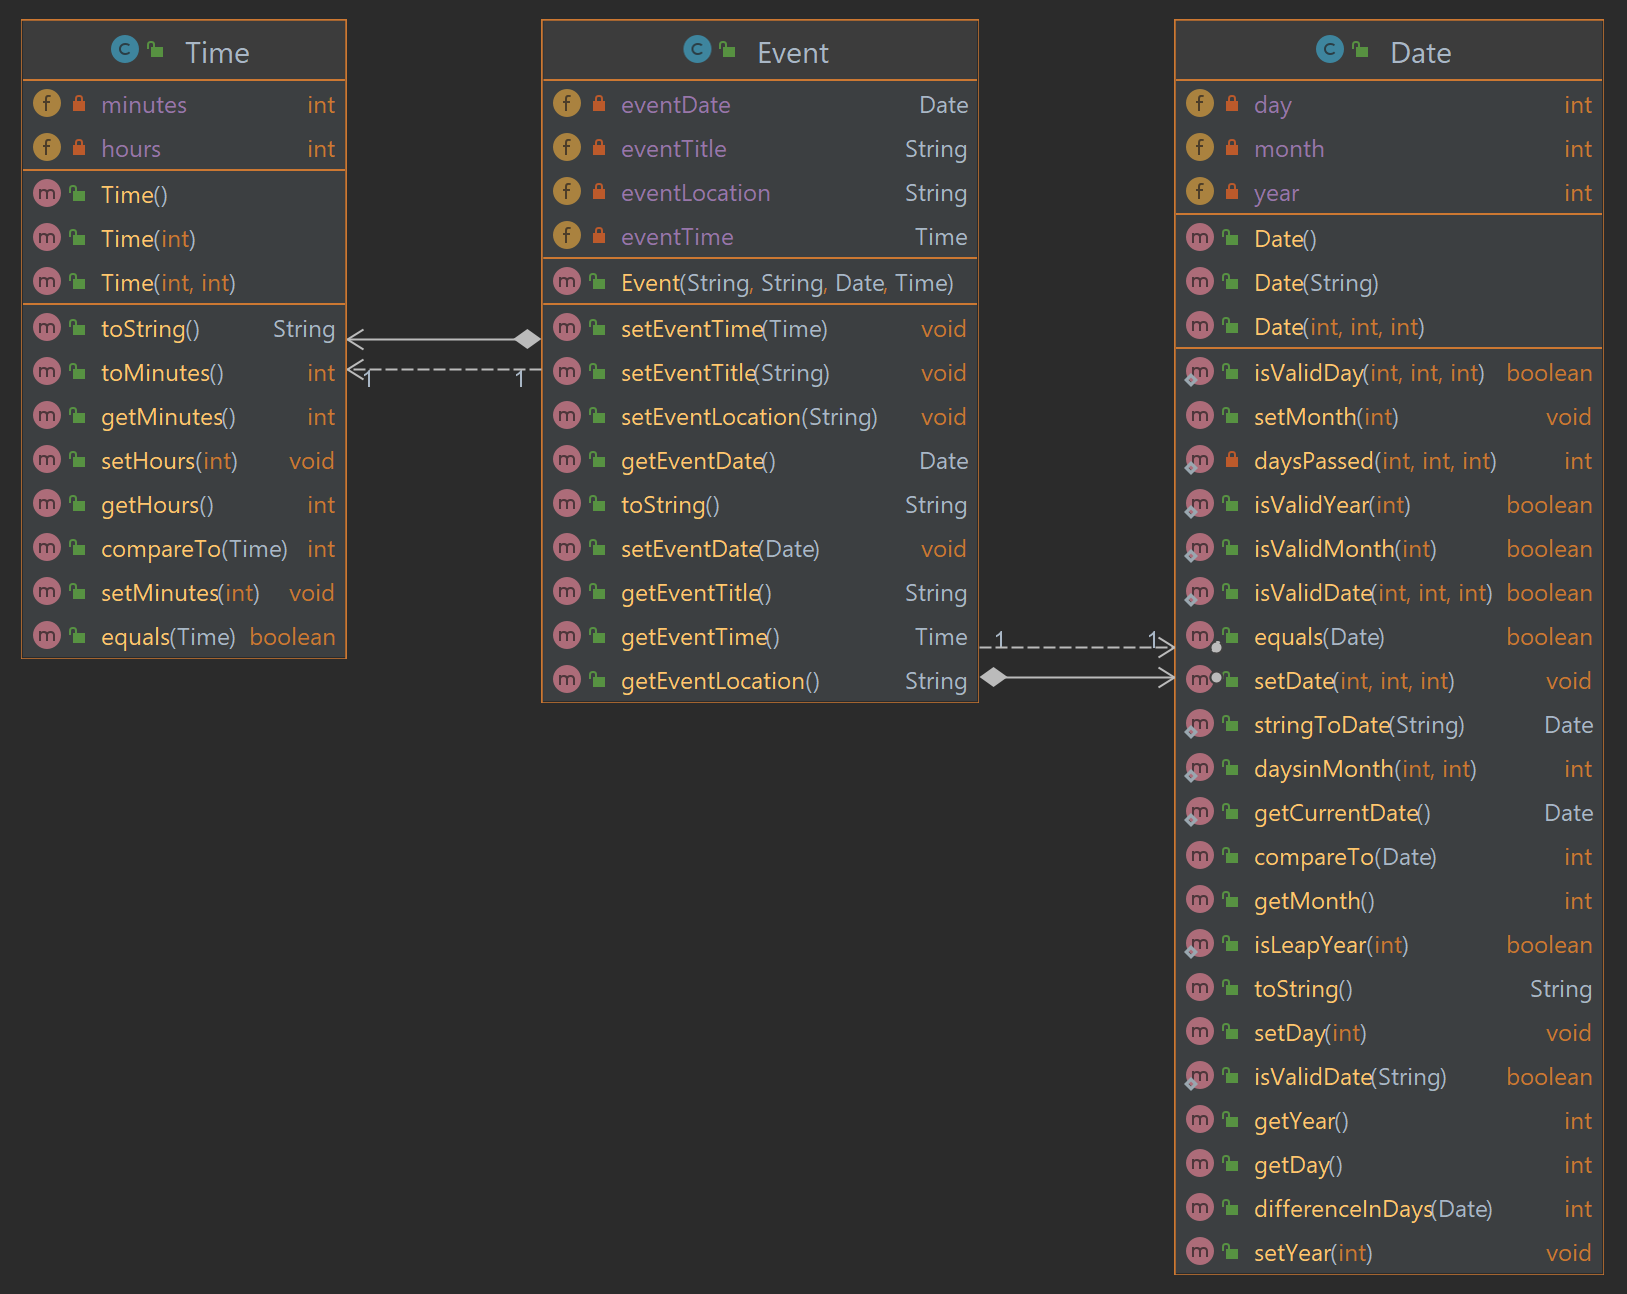 Time
minutes int
hours int
Time()
Time(int)
Time(int, int)
toString() String
toMinutes() int
getMinutes() int
setHours(int) void
getHours() int
compareTo(Time) int
setMinutes(int) void
equals(Time) boolean
1 1
Event
eventDate Date
eventTitle String
eventLocation String
eventTime Time
Event(String, String, Date, Time)
setEventTime(Time) void
setEventTitle(String) void
setEventLocation(String) void
getEventDate() Date
toString() String
setEventDate(Date) void
getEventTitle() String
getEventTime() Time
getEventLocation() String
1 1
Date
day int
month int
year int
Date()
Date(String)
Date(int, int, int)
isValidDay(int, int, int) boolean
setMonth(int) void
daysPassed(int, int, int) int
isValidYear(int) boolean
isValidMonth(int) boolean
isValidDate(int, int, int) boolean
equals(Date) boolean
setDate(int, int, int) void
stringToDate(String) Date
daysinMonth(int, int) int
getCurrentDate() Date
compareTo(Date) int
getMonth() int
isLeapYear(int) boolean
toString() String
setDay(int) void
isValidDate(String) boolean
getYear() int
getDay() int
differenceInDays(Date) int
setYear(int) void